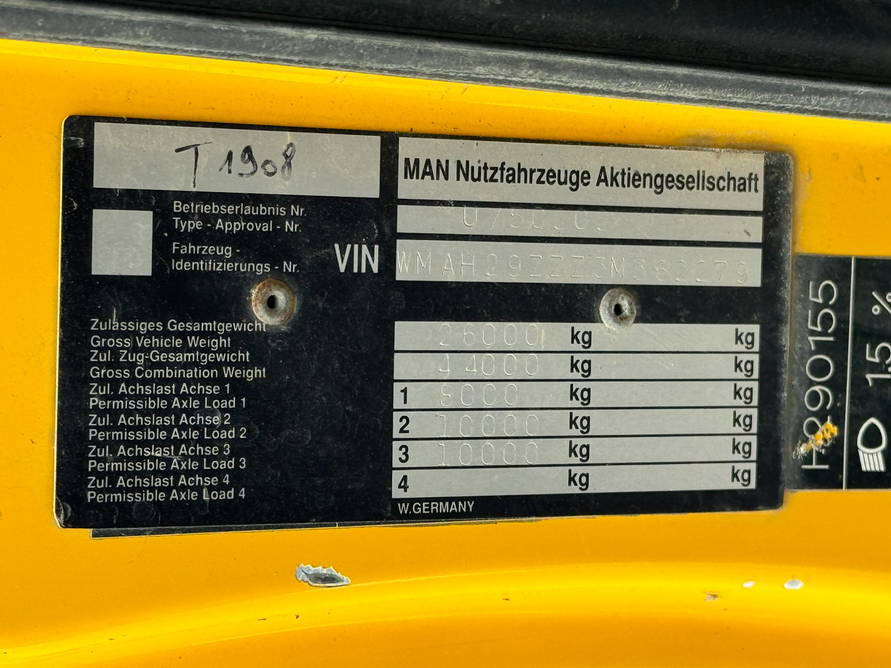 T 1908
MAN Nutzfahrzeuge Aktiengesellschaft
Betriebserlaubnis Nr.
Type - Approval - Nr.
Fahrzeug -
Identifizierungs - Nr.
VIN
Zulässiges Gesamtgewicht
Gross Vehicle Weight
26000 kg kg
Zul. Zug-Gesamtgewicht
Gross Combination Weight
44000 kg kg
Zul. Achslast Achse 1
Permissible Axle Load 1
1 8000 kg kg
Zul. Achslast Achse 2
Permissible Axle Load 2
2 10000 kg kg
Zul. Achslast Achse 3
Permissible Axle Load 3
3 10000 kg kg
Zul. Achslast Achse 4
Permissible Axle Load 4
4 kg kg
W.GERMANY
H290155
1.5 %